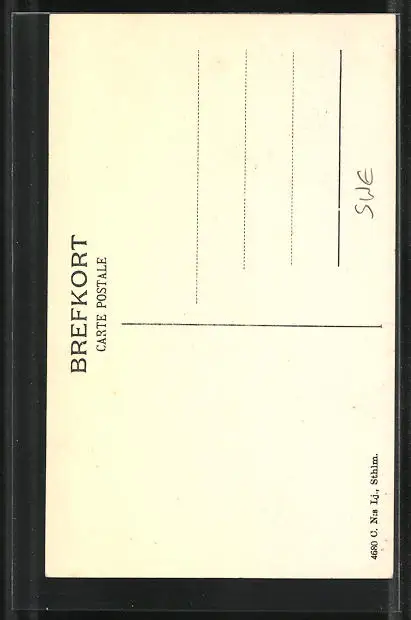 BREFKORT
CARTE POSTALE
SWE
4680 C. N:s Lj., Sthlm.